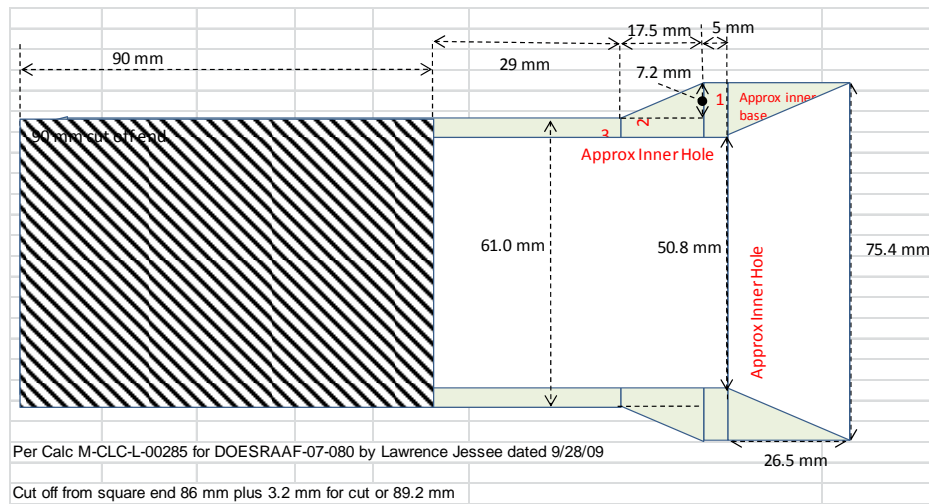 17.5 mm
5 mm
90 mm
29 mm
7.2 mm
1
Approx inner
base
2
3
90 mm cut off end
Approx Inner Hole
61.0 mm
50.8 mm
75.4 mm
Approx Inner Hole
26.5 mm
Per Calc M-CLC-L-00285 for DOESRAAF-07-080 by Lawrence Jessee dated 9/28/09
Cut off from square end 86 mm plus 3.2 mm for cut or 89.2 mm